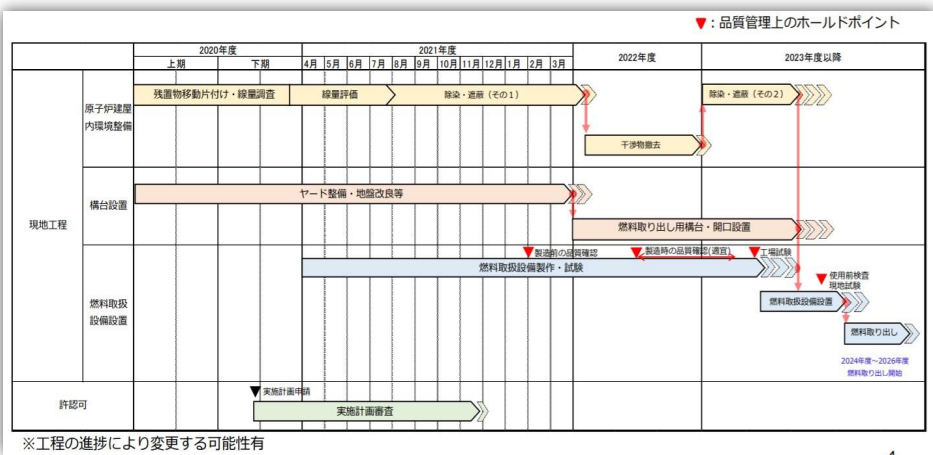 ▼：品質管理上のホールドポイント
2020年度
2021年度
2022年度
2023年度以降
上期
下期
4月
5月
6月
7月
8月
9月
10月
11月
12月
1月
2月
3月
現地工程
原子炉建屋
内環境整備
残置物移動片付け・線量調査
線量評価
除染・遮蔽（その１）
除染・遮蔽（その２）
干渉物撤去
構台設置
ヤード整備・地盤改良等
燃料取り出し用構台・開口設置
燃料取扱
設備設置
製造前の品質確認
製造時の品質確認(適宜)
工場試験
燃料取扱設備製作・試験
使用前検査
現地試験
燃料取扱設備設置
燃料取り出し
2024年度～2026年度
燃料取り出し開始
許認可
実施計画申請
実施計画審査
※工程の進捗により変更する可能性有